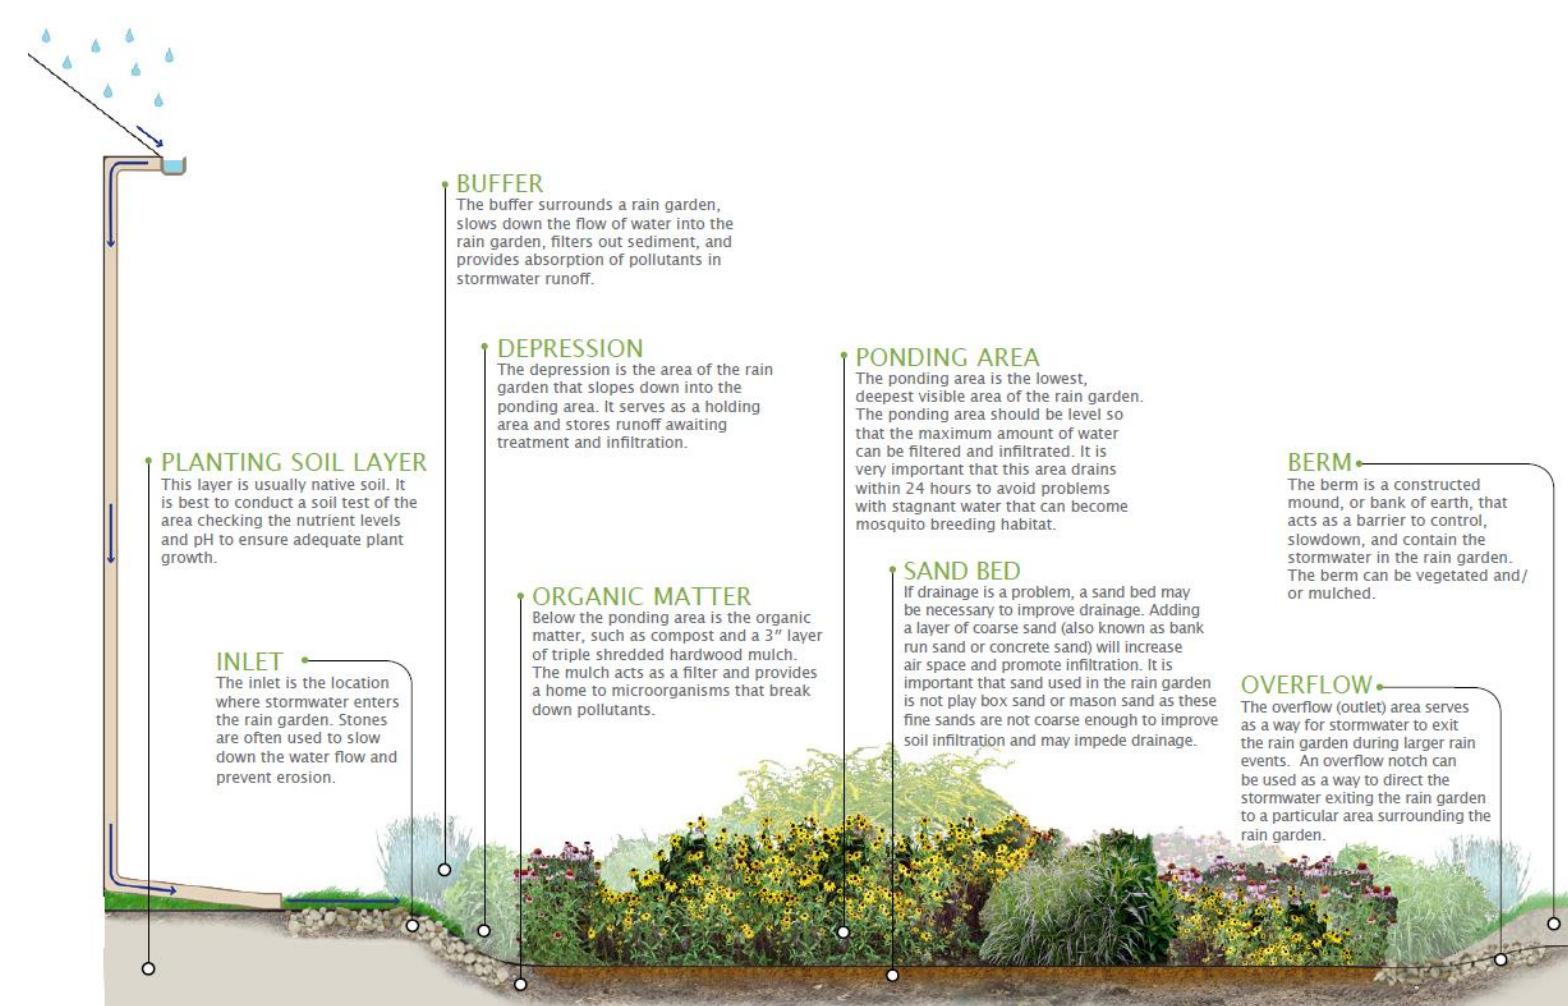 BUFFER
The buffer surrounds a rain garden,
slows down the flow of water into the
rain garden, filters out sediment, and
provides absorption of pollutants in
stormwater runoff.
DEPRESSION
The depression is the area of the rain
garden that slopes down into the
ponding area. It serves as a holding
area and stores runoff awaiting
treatment and infiltration.
PONDING AREA
The ponding area is the lowest,
deepest visible area of the rain garden.
The ponding area should be level so
that the maximum amount of water
can be filtered and infiltrated. It is
very important that this area drains
within 24 hours to avoid problems
with stagnant water that can become
mosquito breeding habitat.
PLANTING SOIL LAYER
This layer is usually native soil. It
is best to conduct a soil test of the
area checking the nutrient levels
and pH to ensure adequate plant
growth.
BERM
The berm is a constructed
mound, or bank of earth, that
acts as a barrier to control,
slowdown, and contain the
stormwater in the rain garden.
The berm can be vegetated and/
or mulched.
SAND BED
If drainage is a problem, a sand bed may
be necessary to improve drainage. Adding
a layer of coarse sand (also known as bank
run sand or concrete sand) will increase
air space and promote infiltration. It is
important that sand used in the rain garden
is not play box sand or mason sand as these
fine sands are not coarse enough to improve
soil infiltration and may impede drainage.
ORGANIC MATTER
Below the ponding area is the organic
matter, such as compost and a 3" layer
of triple shredded hardwood mulch.
The mulch acts as a filter and provides
a home to microorganisms that break
down pollutants.
INLET
The inlet is the location
where stormwater enters
the rain garden. Stones
are often used to slow
down the water flow and
prevent erosion.
OVERFLOW
The overflow (outlet) area serves
as a way for stormwater to exit
the rain garden during larger rain
events. An overflow notch can
be used as a way to direct the
stormwater exiting the rain garden
to a particular area surrounding the
rain garden.